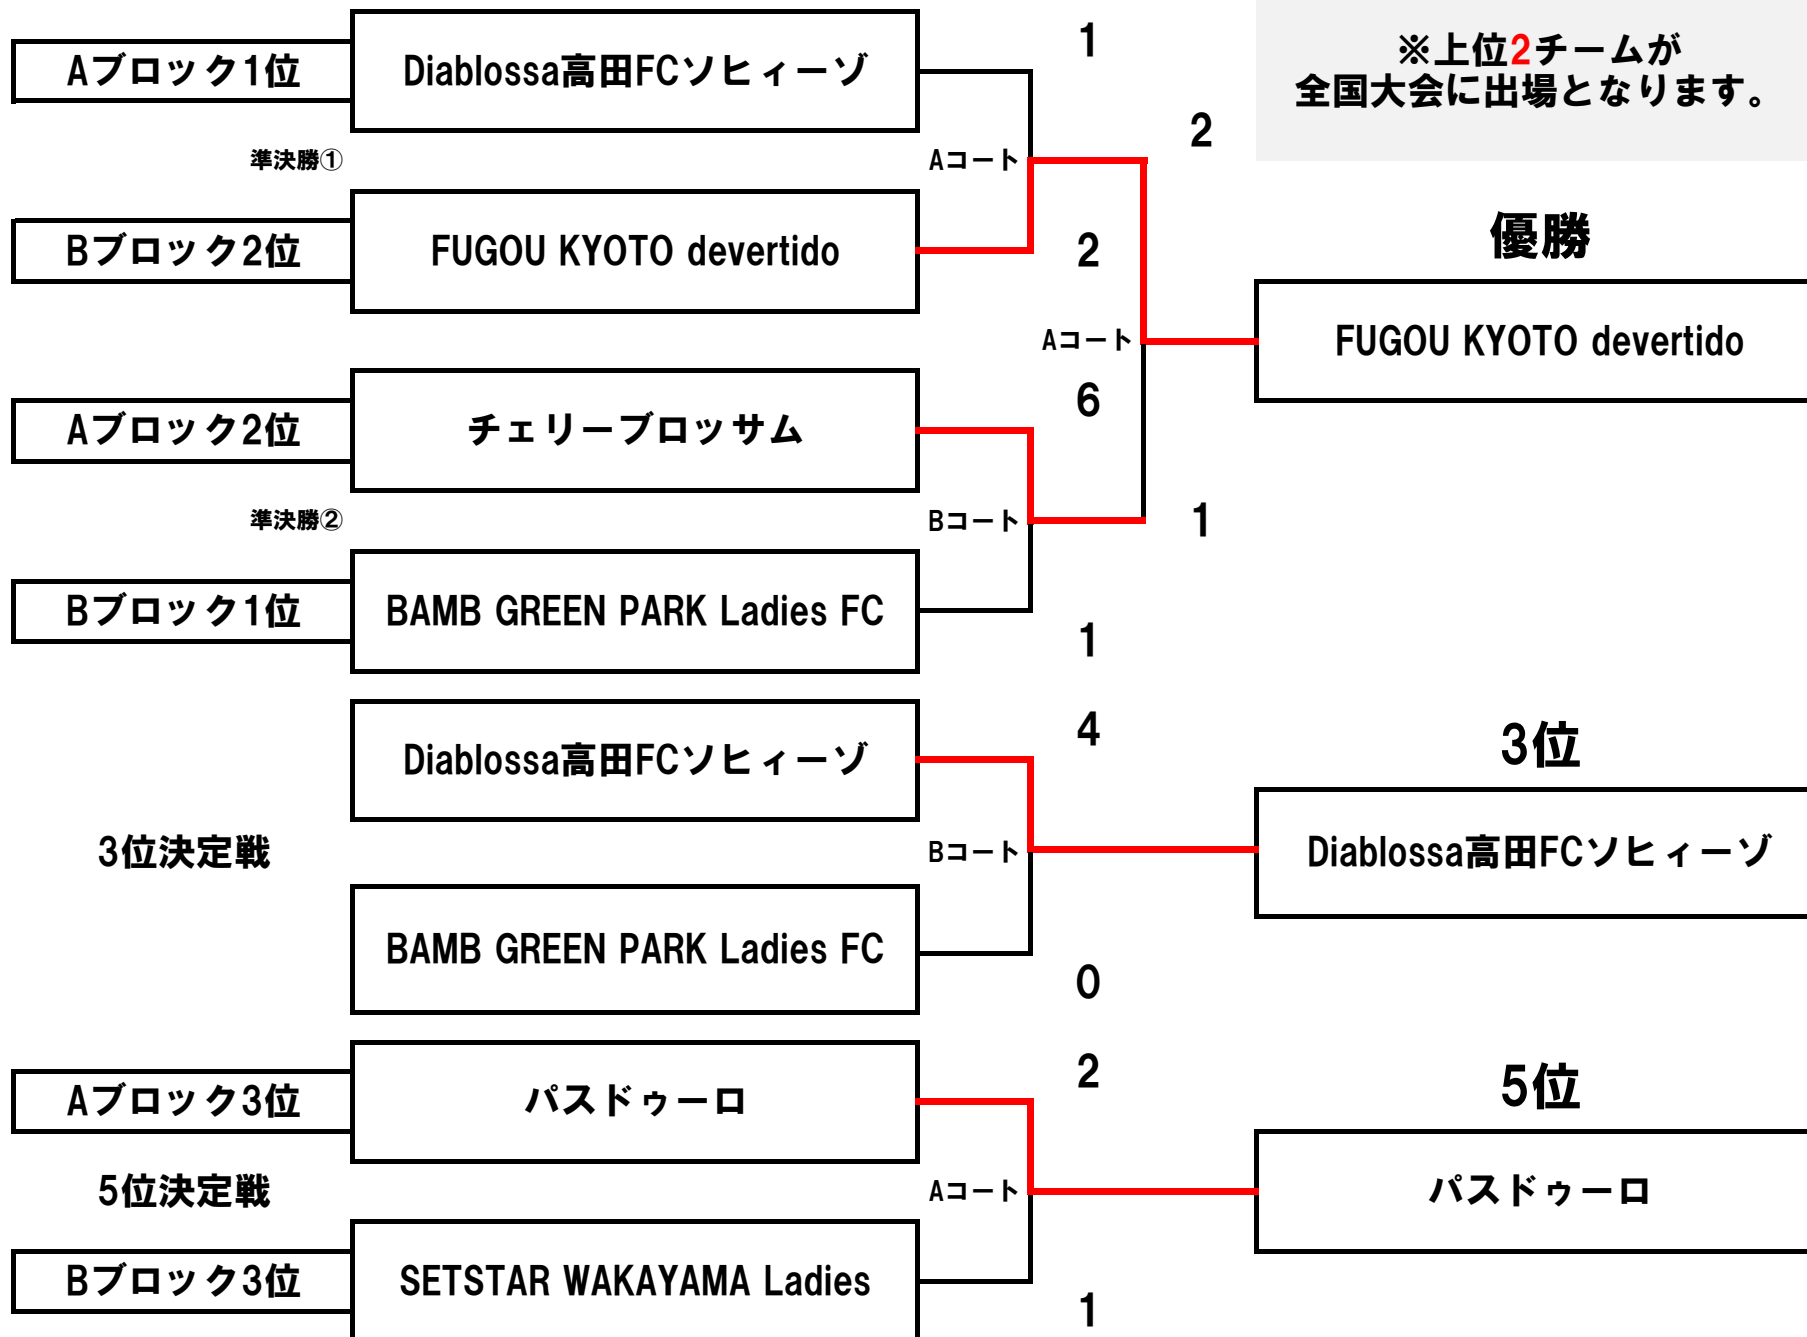 1
※上位2チームが
Aブロック1位
Diablossa高田FCソヒィーゾ
全国大会に出場となります。
2
準決勝①
Aコート
Bブロック2位
FUGOU KYOTO devertido
2
優勝
Aコート
FUGOU KYOTO devertido
6
Aブロック2位
チェリーブロッサム
準決勝②
Bコート
1
Bブロック1位
BAMB GREEN PARK Ladies FC
1
4
Diablossa高田FCソヒィーゾ
3位
3位決定戦
Bコート
Diablossa高田FCソヒィーゾ
BAMB GREEN PARK Ladies FC
0
2
Aブロック3位
パスドゥーロ
5位
5位決定戦
Aコート
パスドゥーロ
Bブロック3位
SETSTAR WAKAYAMA Ladies
1